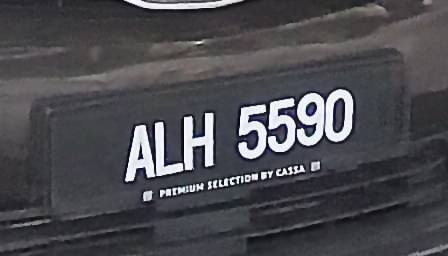 ALH 5590
PREMIUM SELECTION BY CASSA